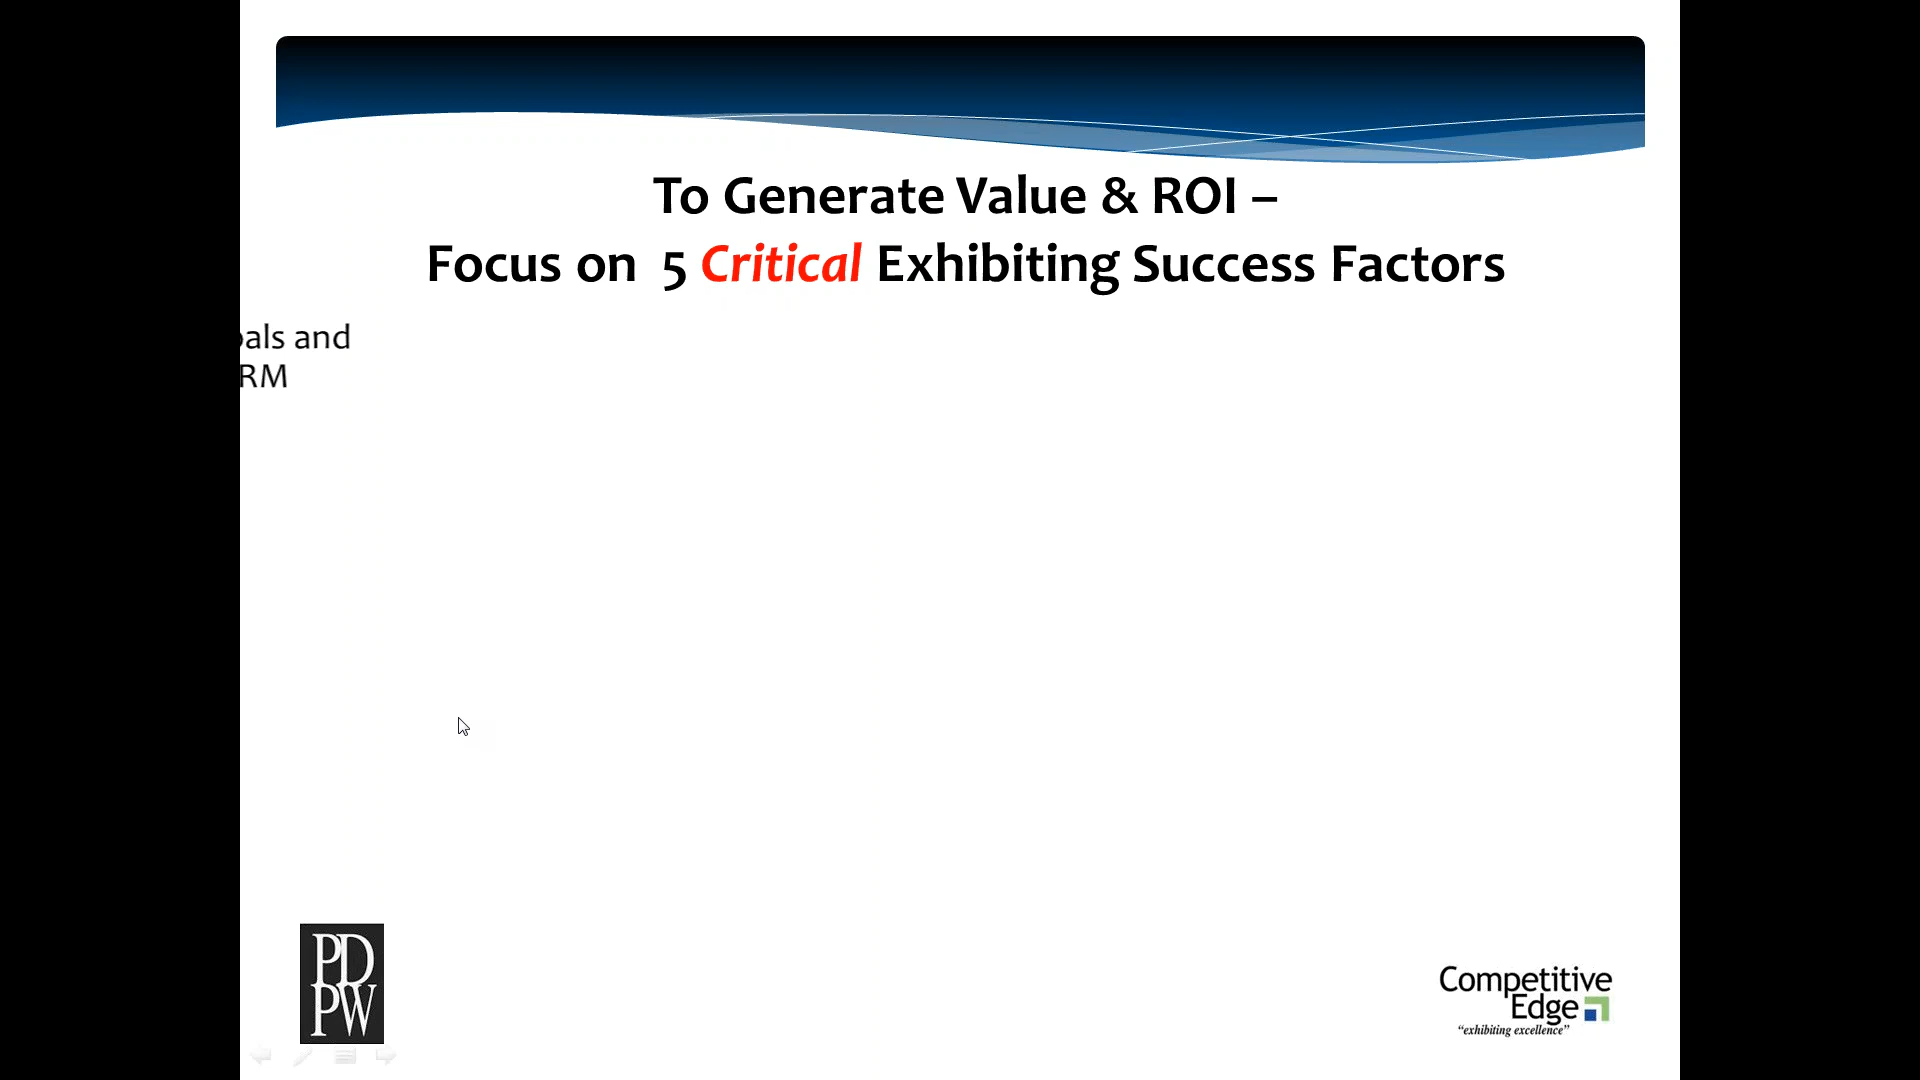 To Generate Value & ROI –
Focus on 5 Critical Exhibiting Success Factors
als and
RM
PD
PW
Competitive
Edge
“exhibiting excellence”